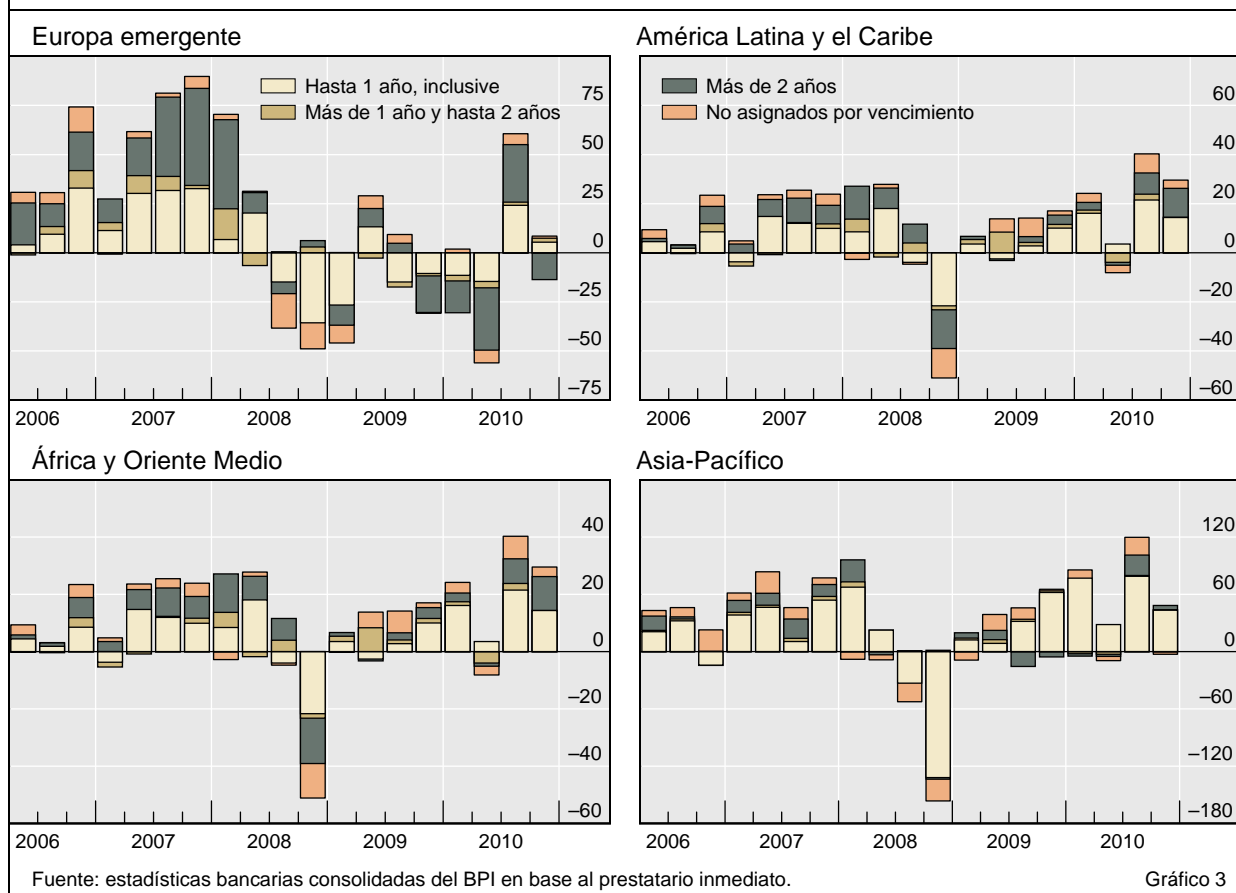 Europa emergente
Hasta 1 año, inclusive
Más de 1 año y hasta 2 años
75
50
25
0
–25
–50
–75
2006 2007 2008 2009 2010
América Latina y el Caribe
Más de 2 años
No asignados por vencimiento
60
40
20
0
–20
–40
–60
2006 2007 2008 2009 2010
África y Oriente Medio
40
20
0
–20
–40
–60
2006 2007 2008 2009 2010
Asia-Pacífico
120
60
0
–60
–120
–180
2006 2007 2008 2009 2010
Fuente: estadísticas bancarias consolidadas del BPI en base al prestatario inmediato.
Gráfico 3